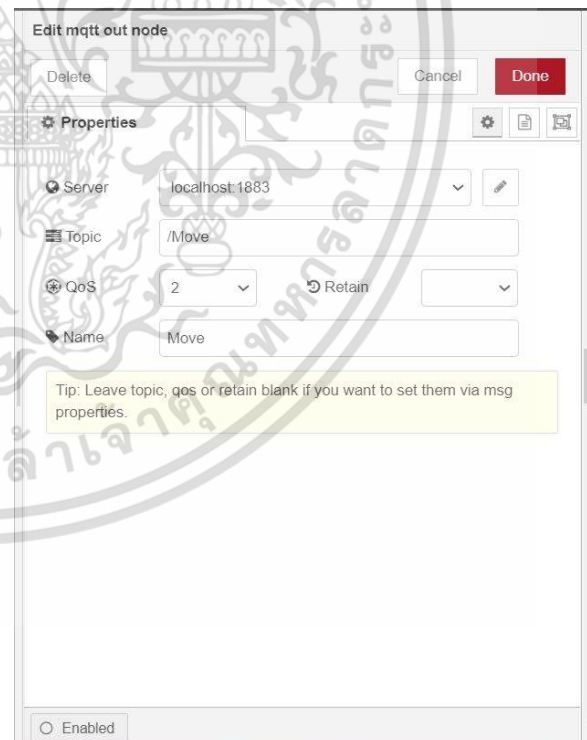 Edit mqtt out node
Delete Cancel Done
Properties
Server localhost:1883
Topic /Move
QoS 2 Retain
Name Move
Tip: Leave topic, qos or retain blank if you want to set them via msg
properties.
Enabled